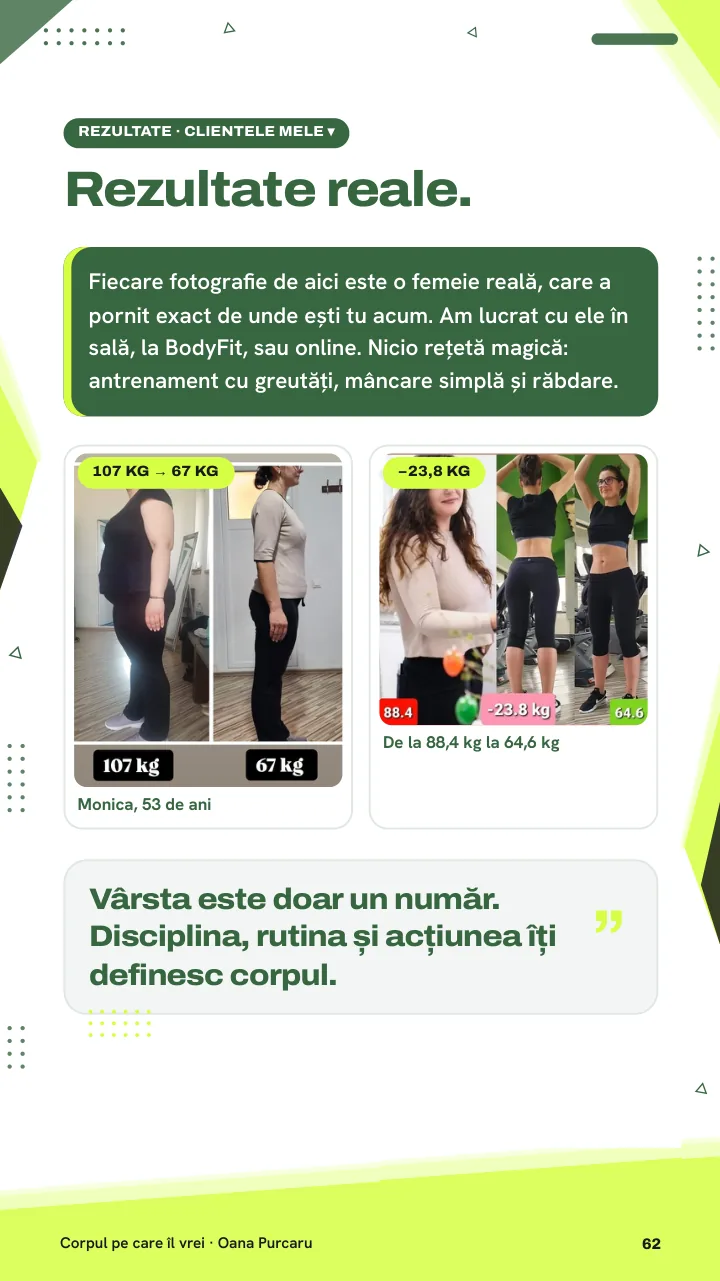 REZULTATE · CLIENTELE MELE ▾
Rezultate reale.
Fiecare fotografie de aici este o femeie reală, care a
pornit exact de unde ești tu acum. Am lucrat cu ele în
sală, la BodyFit, sau online. Nicio rețetă magică:
antrenament cu greutăți, mâncare simplă și răbdare.
107 KG → 67 KG
107 kg
67 kg
Monica, 53 de ani
−23,8 KG
88.4
-23.8 kg
64.6
De la 88,4 kg la 64,6 kg
Vârsta este doar un număr.
Disciplina, rutina și acțiunea îți
definesc corpul.
”
Corpul pe care îl vrei · Oana Purcaru
62